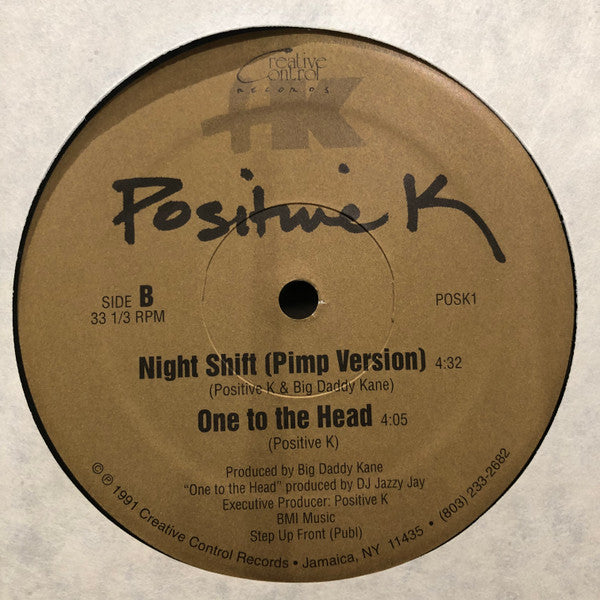 Creative
Control
RECORDS
+K
Positive K
SIDE B
33 1/3 RPM
POSK1
Night Shift (Pimp Version) 4:32
(Positive K & Big Daddy Kane)
One to the Head 4:05
(Positive K)
Produced by Big Daddy Kane
"One to the Head" produced by DJ Jazzy Jay
Executive Producer: Positive K
BMI Music
Step Up Front (Publ)
© ℗ 1991 Creative Control Records • Jamaica, NY 11435 • (803) 233-2682